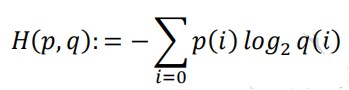 H(p, q): = − ∑ p(i) log₂ q(i)
i=0